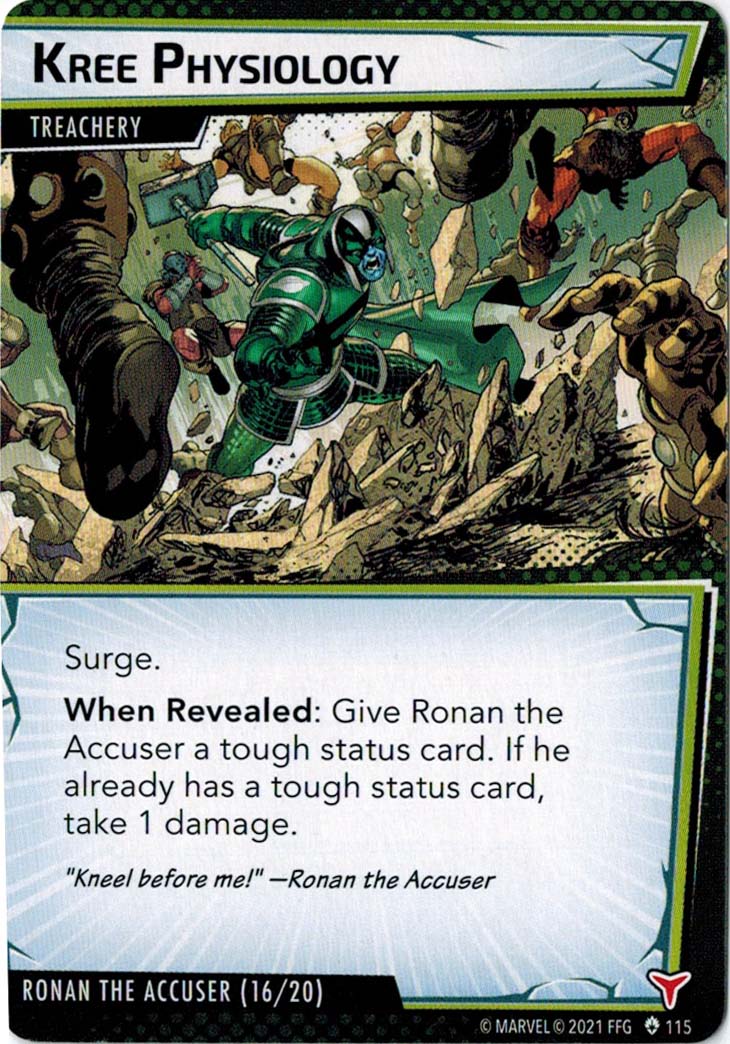 KREE PHYSIOLOGY
TREACHERY
Surge.
When Revealed: Give Ronan the
Accuser a tough status card. If he
already has a tough status card,
take 1 damage.
"Kneel before me!" —Ronan the Accuser
RONAN THE ACCUSER (16/20)
© MARVEL © 2021 FFG 115